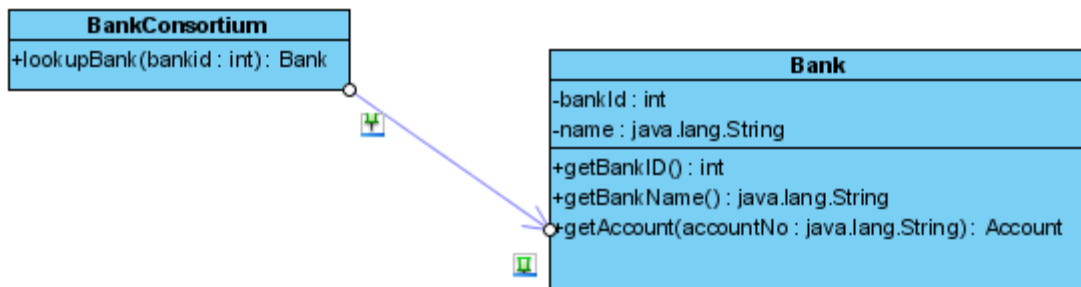 BankConsortium
+lookupBank(bankid : int) : Bank
Bank
-bankId : int
-name : java.lang.String
+getBankID() : int
+getBankName() : java.lang.String
+getAccount(accountNo : java.lang.String) : Account